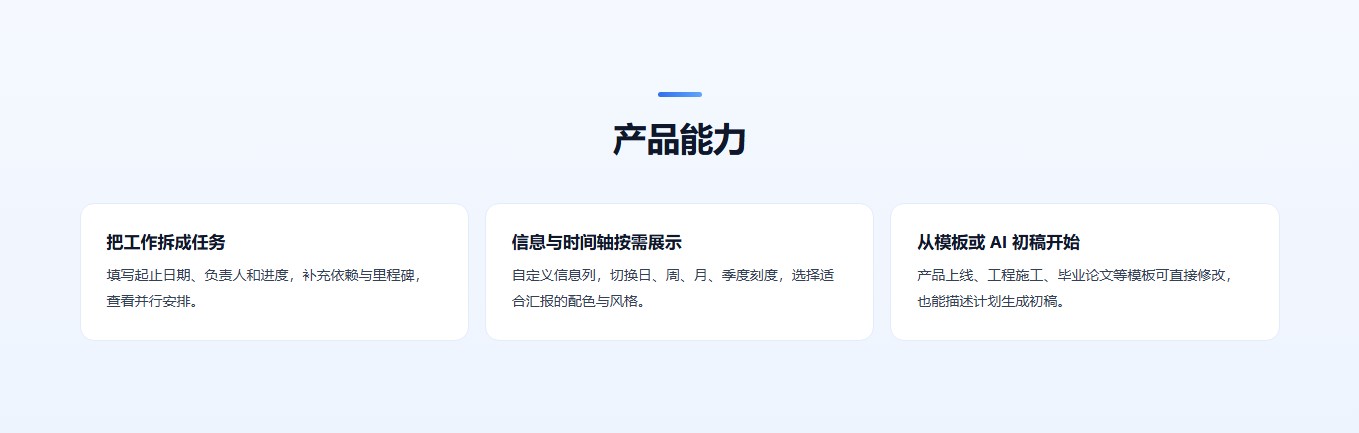 产品能力
把工作拆成任务
填写起止日期、负责人和进度，补充依赖与里程碑，
查看并行安排。
信息与时间轴按需展示
自定义信息列，切换日、周、月、季度刻度，选择适
合汇报的配色与风格。
从模板或 AI 初稿开始
产品上线、工程施工、毕业论文等模板可直接修改，
也能描述计划生成初稿。